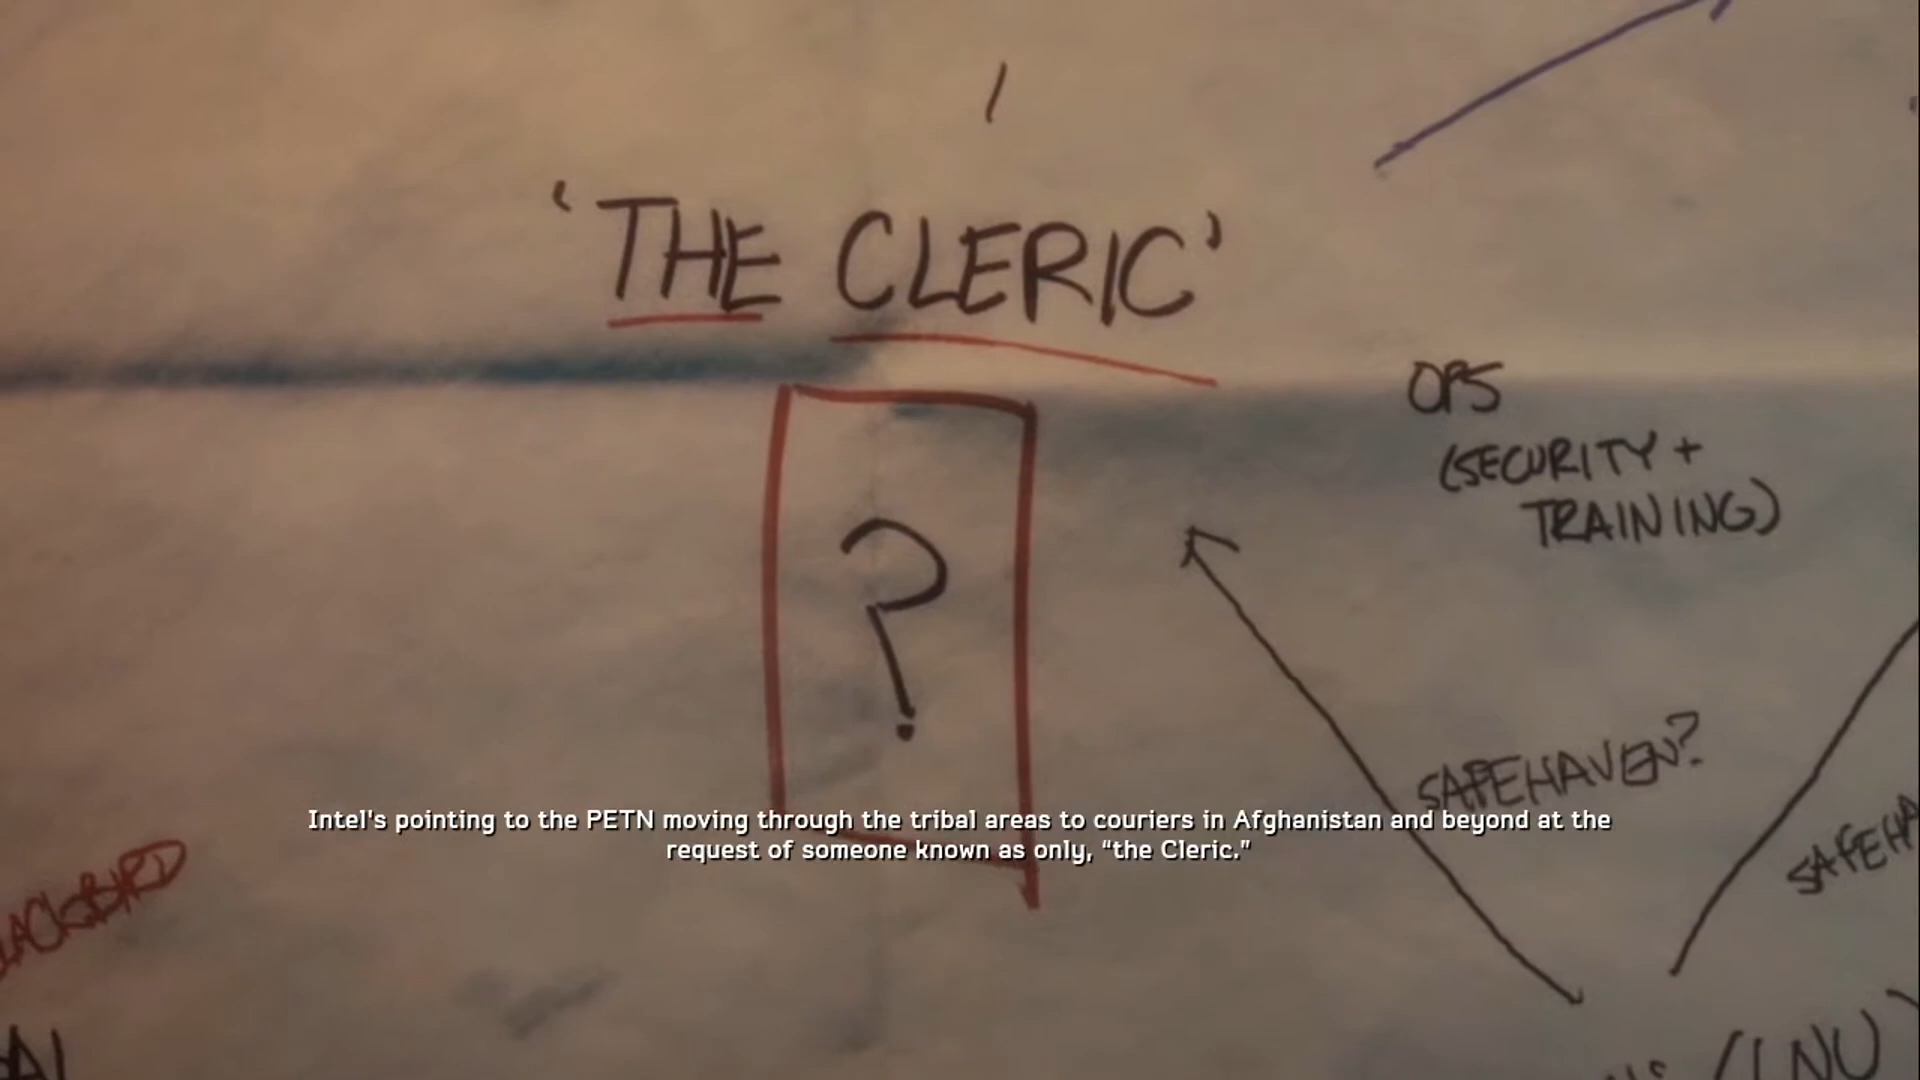 'THE CLERIC'
OPS
(SECURITY +
TRAINING)
?
SAFEHAVEN?
Intel's pointing to the PETN moving through the tribal areas to couriers in Afghanistan and beyond at the
request of someone known as only, “the Cleric.”
(LNU)